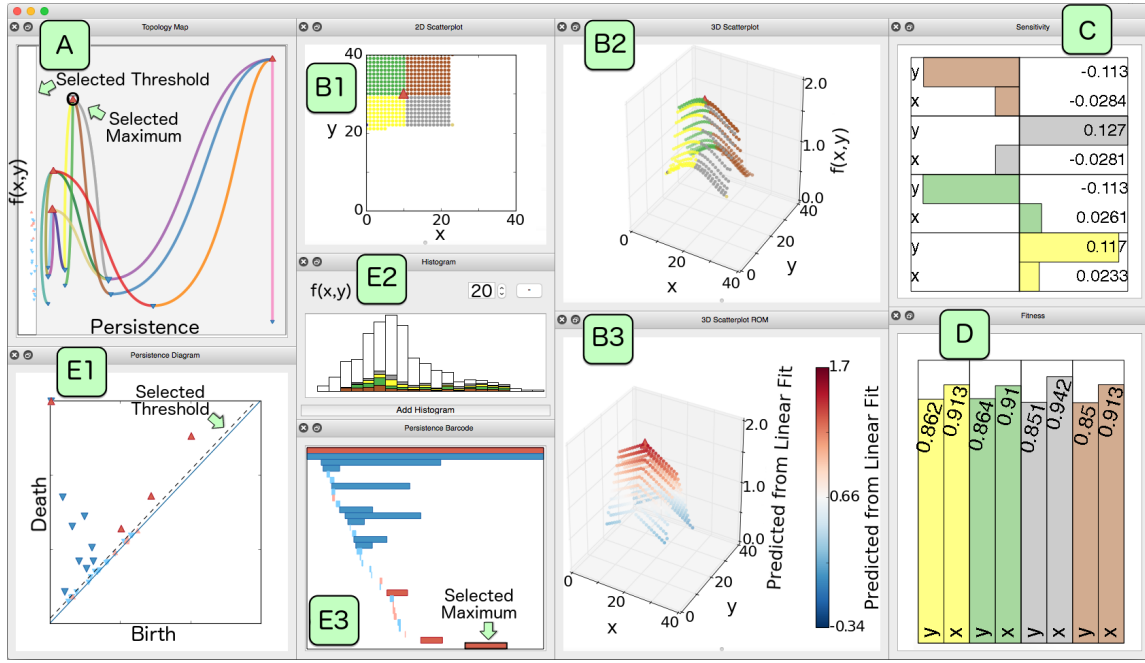 Topology Map
A
Selected Threshold
Selected
Maximum
f(x,y)
Persistence
2D Scatterplot
B1
40
y
20
0
0
20
40
x
3D Scatterplot
B2
2.0
1.0
0.0
f(x,y)
0
20
40
x
0
20
40
y
Sensitivity
C
y -0.113
x -0.0284
y 0.127
x -0.0281
y -0.113
x 0.0261
y 0.117
x 0.0233
Histogram
E2
f(x,y) 20 -
Add Histogram
Persistence Diagram
E1
Selected
Threshold
Death
Birth
Persistence Barcode
E3
Selected
Maximum
3D Scatterplot ROM
B3
2.0
1.0
0.0
Predicted from Linear Fit
0
20
40
x
0
20
40
y
1.7
0.66
-0.34
Predicted from Linear Fit
Fitness
D
0.862 0.913 0.864 0.91 0.851 0.942 0.85 0.913
y x y x y x y x